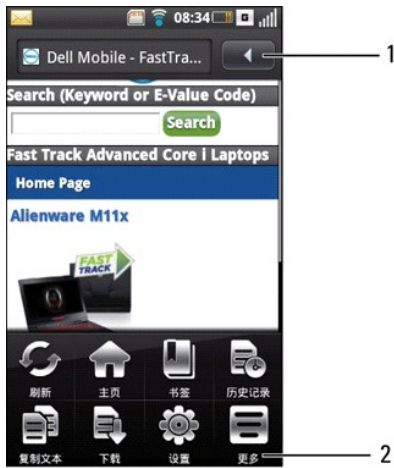 08:34
Dell Mobile - FastTra...
1
Search (Keyword or E-Value Code)
Search
Fast Track Advanced Core i Laptops
Home Page
Alienware M11x
FAST
TRACK
刷新 主页 书签 历史记录
复制文本 下载 设置 更多
2